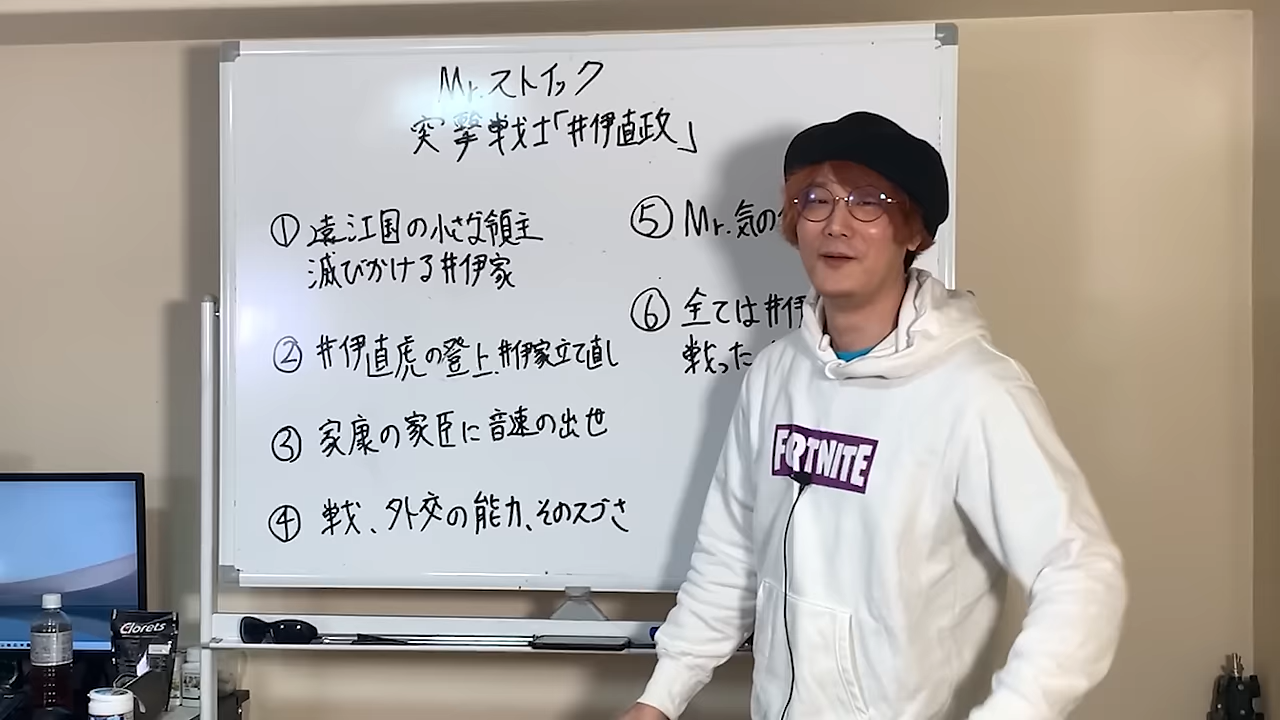 Mr.ストイック
突撃戦士「井伊直政」
① 遠江国の小さな領主
滅びかける井伊家
② 井伊直虎の登上.井伊家立て直し
③ 家康の家臣に音速の出世
④ 戦、外交の能力、そのスゴさ
⑤ Mr.気の
⑥ 全ては井伊
戦った
FORTNITE
Clorets